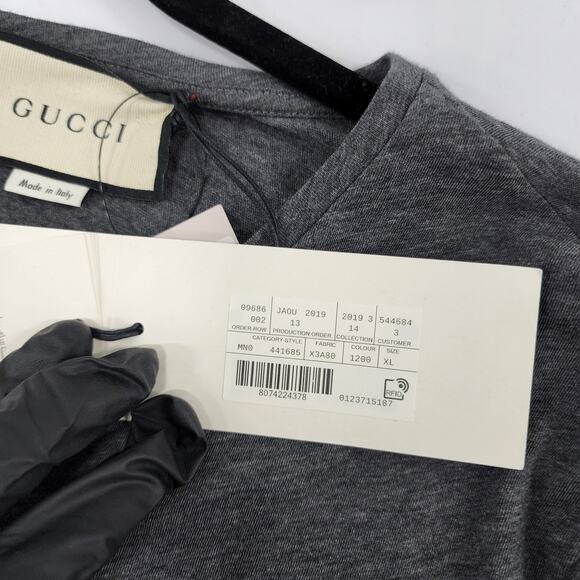 GUCCI
Made in Italy
09686 JAOU 2019 2019 3 544684
002 13 14 3
ORDER-ROW PRODUCTION ORDER COLLECTION CUSTOMER
CATEGORY-STYLE FABRIC COLOUR SIZE
MN0 441685 X3A80 1200 XL
8074224378 0123715187
RFID